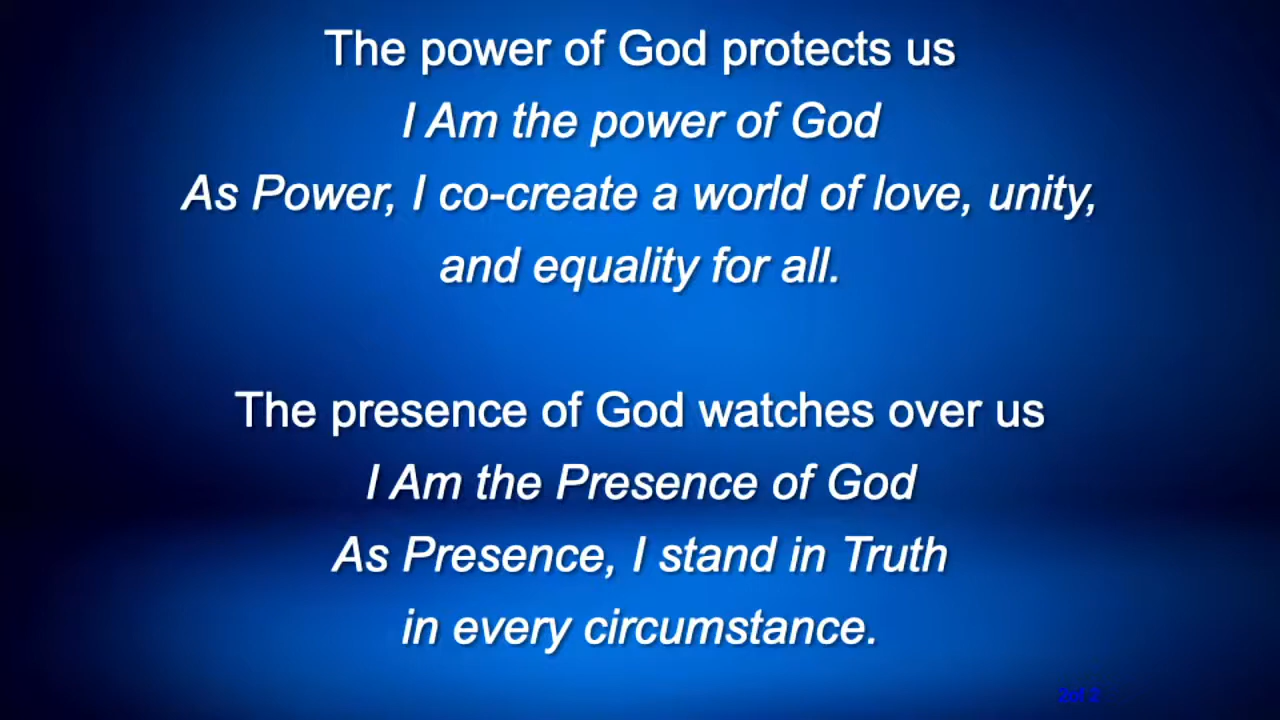 The power of God protects us
I Am the power of God
As Power, I co-create a world of love, unity,
and equality for all.
The presence of God watches over us
I Am the Presence of God
As Presence, I stand in Truth
in every circumstance.
2of 2